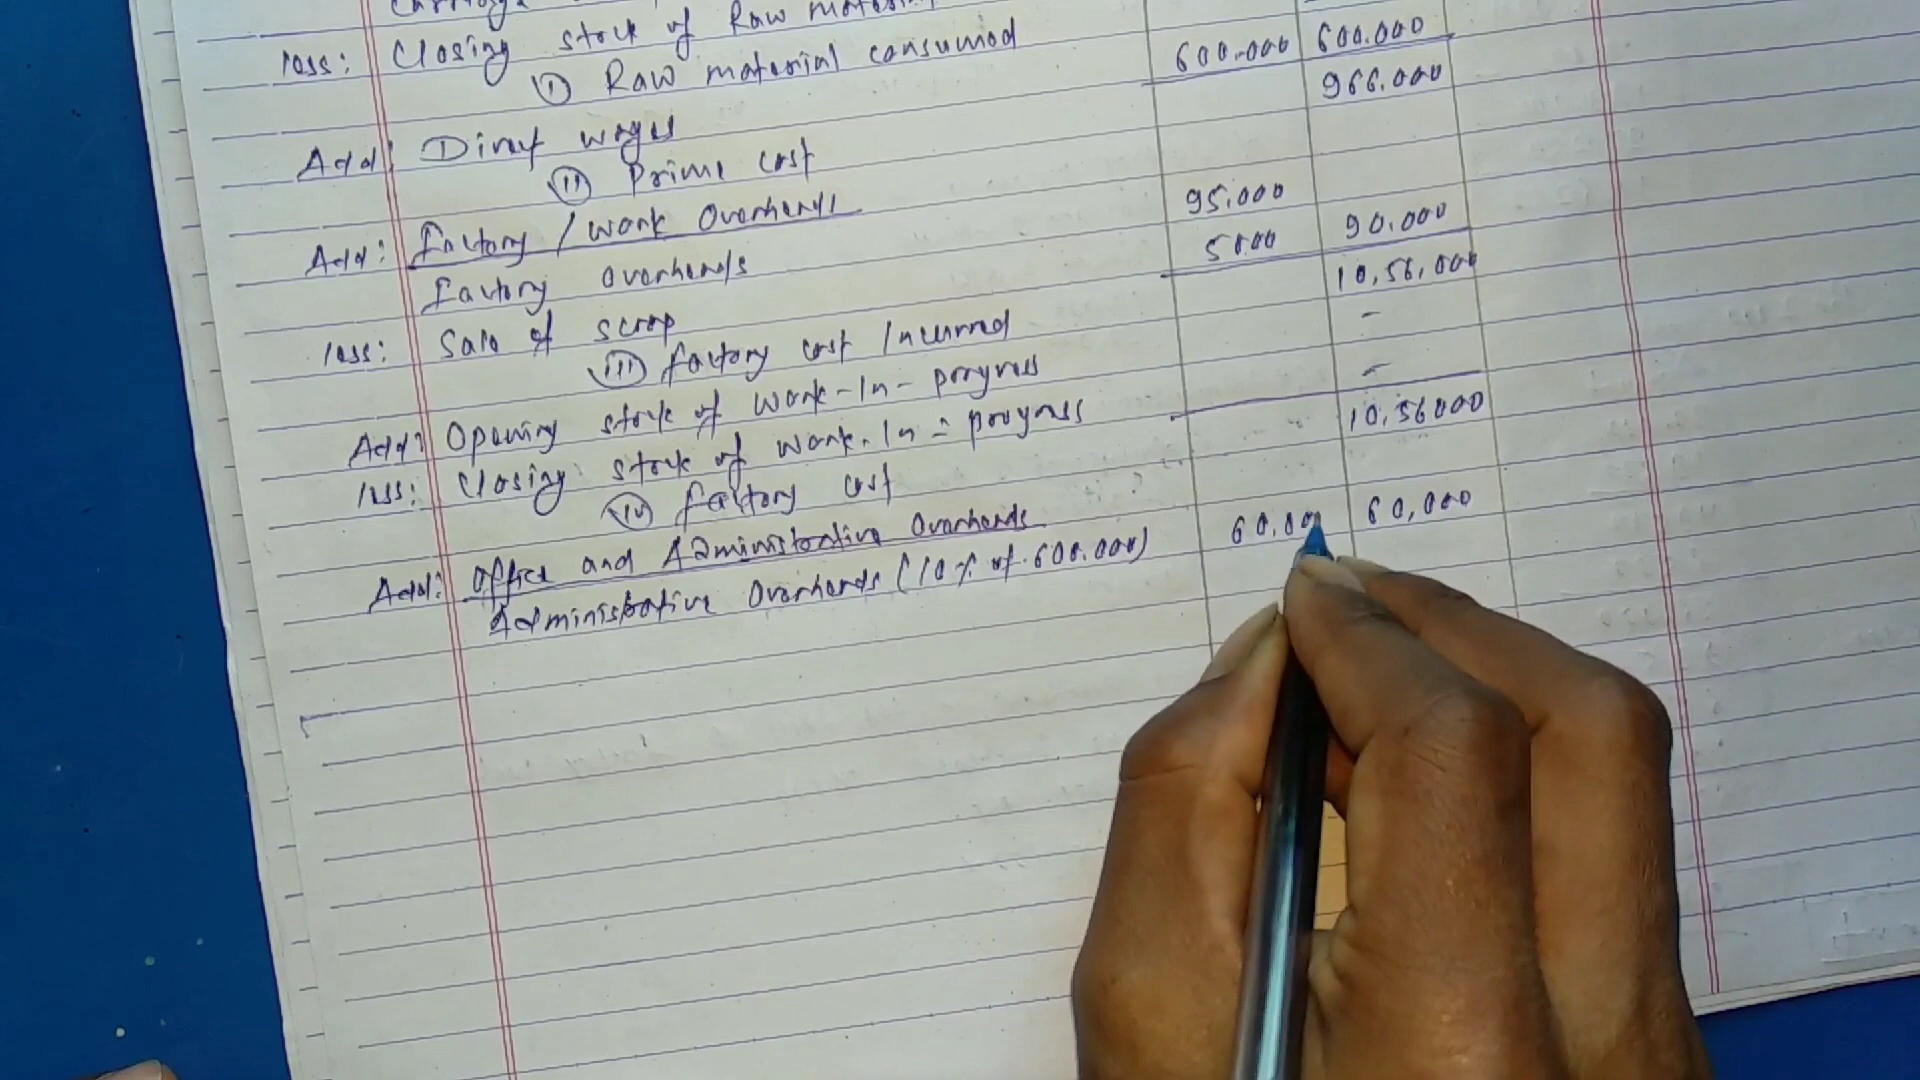 Less: Closing stock of Raw material
① Raw material consumed
Add: Direct wages 600.000 600.000
ⓘⓘ Prime cost 966.000
Add: Factory / Work Overheads
Factory Overheads 95.000
Less: Sale of scrap 5000 90.000
ⓘⓘⓘ factory cost Incurred 10,56,000
Add: Opening stock of Work-In-progress -
Less: Closing stock of Work-In-progress -
ⓘⓥ factory cost 10,56000
Add: Office and Administrative Overheads
Administrative Overheads (10% of 600.000) 60,000 60,000